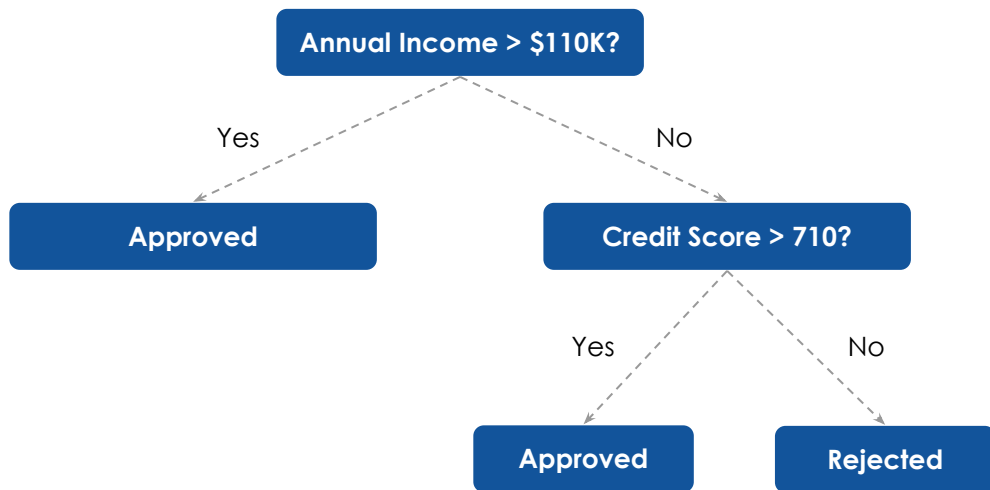 Annual Income > $110K?
Yes
No
Approved
Credit Score > 710?
Yes
No
Approved
Rejected